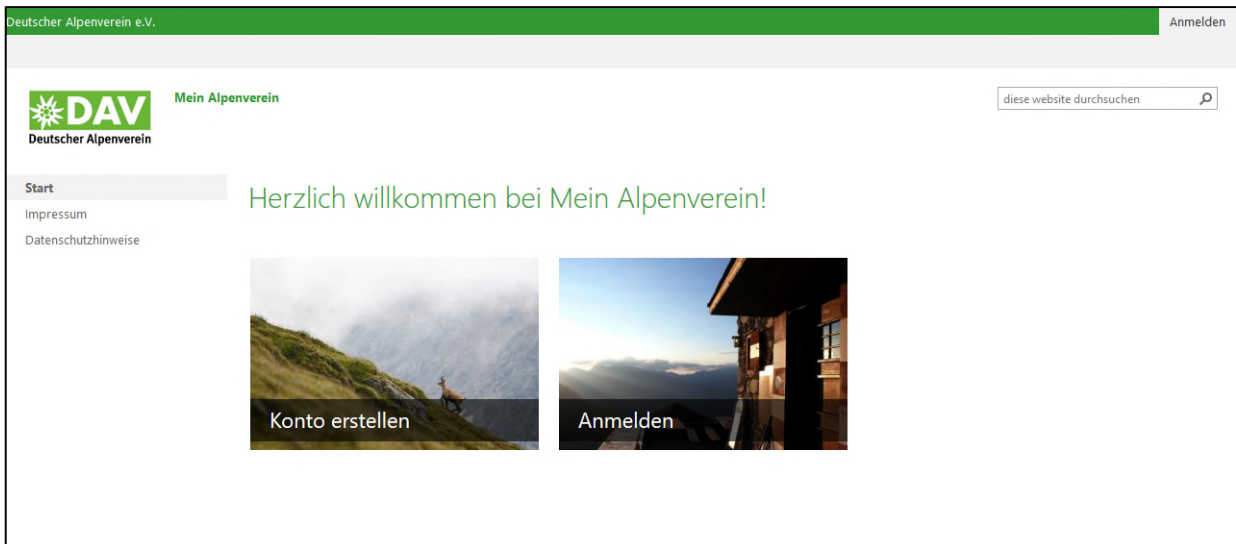 Deutscher Alpenverein e.V.
Anmelden
DAV
Deutscher Alpenverein
Mein Alpenverein
diese website durchsuchen
Start
Impressum
Datenschutzhinweise
Herzlich willkommen bei Mein Alpenverein!
Konto erstellen
Anmelden